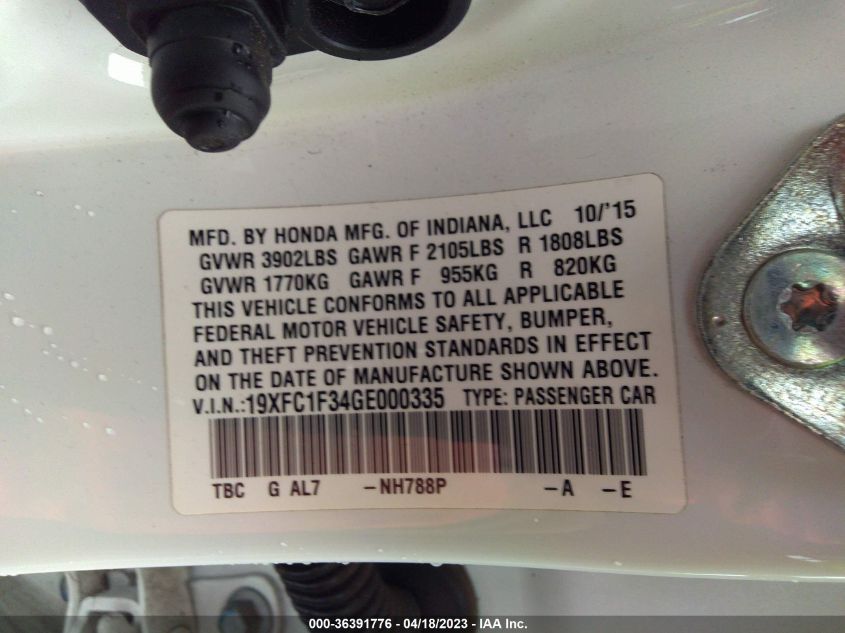 MFD. BY HONDA MFG. OF INDIANA, LLC 10/'15
GVWR 3902LBS GAWR F 2105LBS R 1808LBS
GVWR 1770KG GAWR F 955KG R 820KG
THIS VEHICLE CONFORMS TO ALL APPLICABLE
FEDERAL MOTOR VEHICLE SAFETY, BUMPER,
AND THEFT PREVENTION STANDARDS IN EFFECT
ON THE DATE OF MANUFACTURE SHOWN ABOVE.
V.I.N.:19XFC1F34GE000335 TYPE: PASSENGER CAR
TBC G AL7 -NH788P -A -E
000-36391776 - 04/18/2023 - IAA Inc.